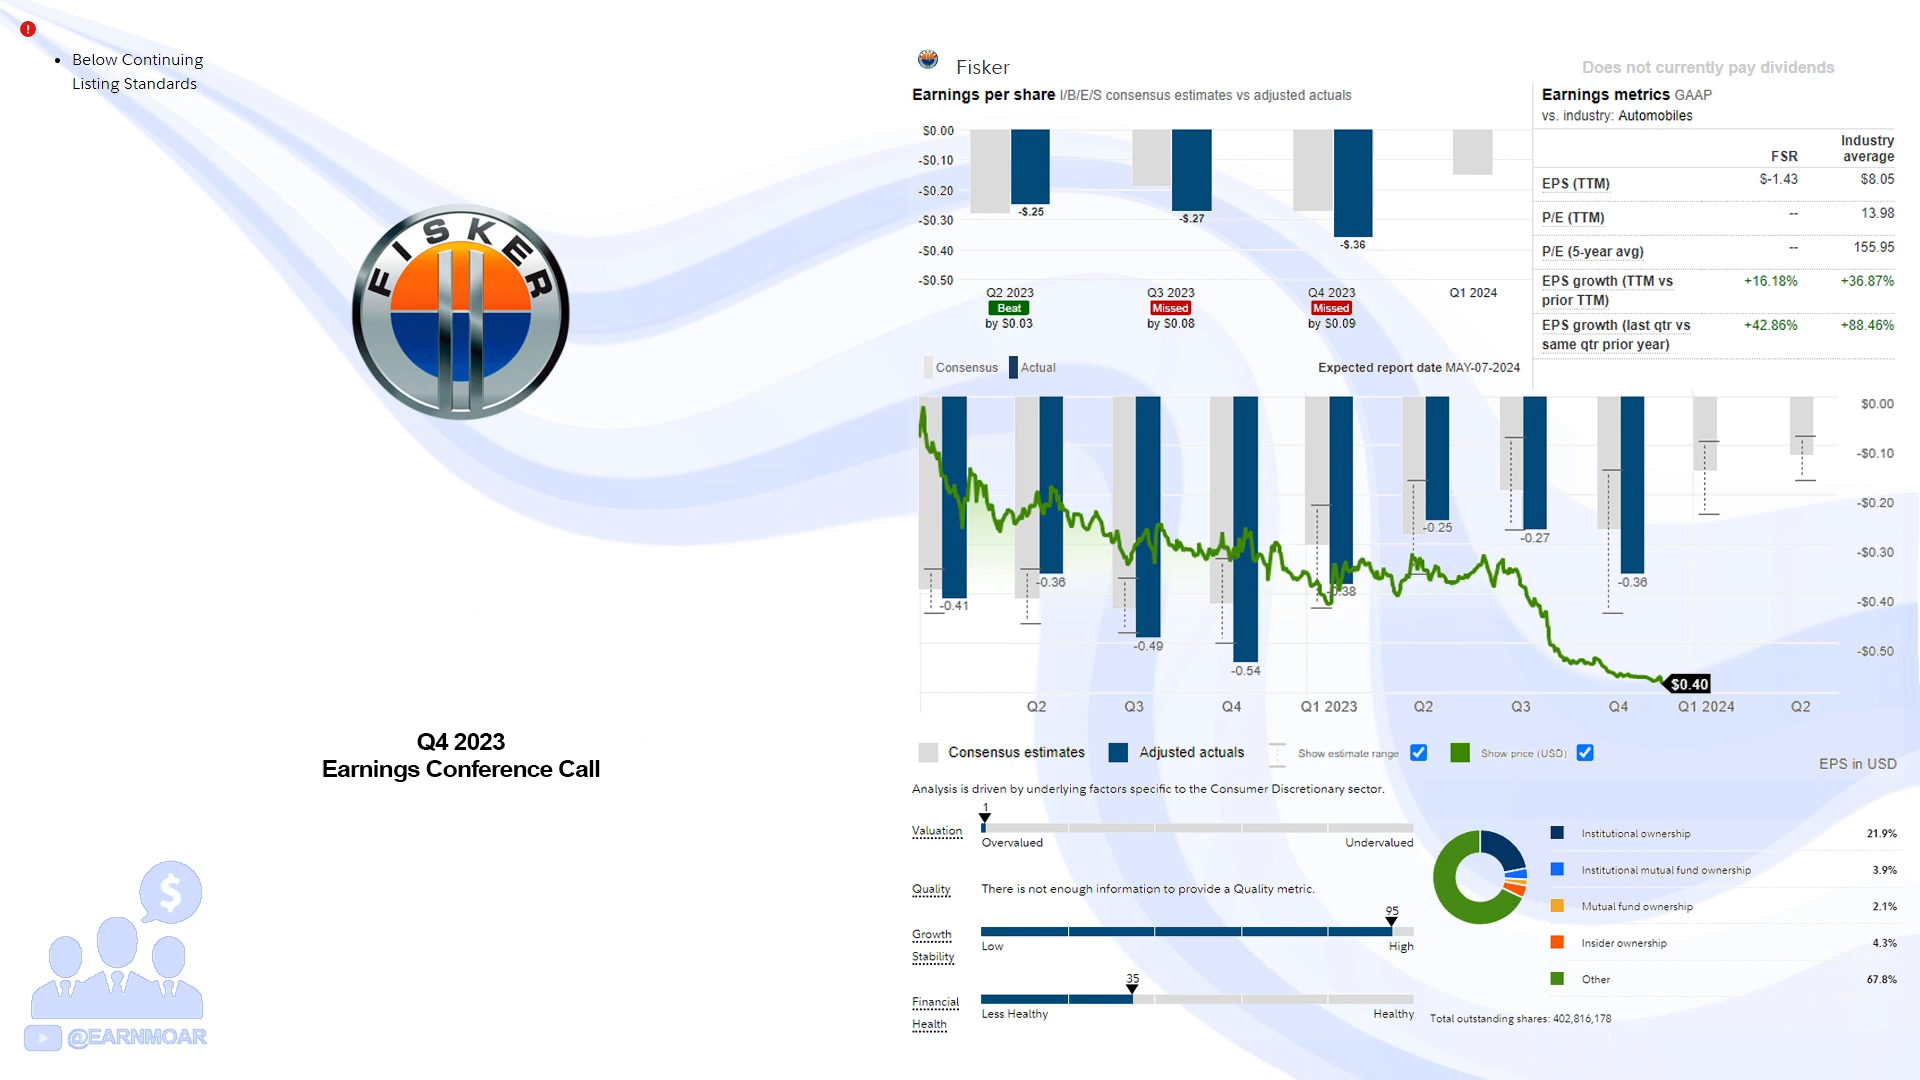 !
• Below Continuing
Listing Standards
FISKER
Q4 2023
Earnings Conference Call
$
@EARNMOAR
Fisker
Does not currently pay dividends
Earnings per share I/B/E/S consensus estimates vs adjusted actuals
$0.00
-$0.10
-$0.20
-$0.30
-$0.40
-$0.50
-$.25
-$.27
-$.36
Q2 2023
Q3 2023
Q4 2023
Q1 2024
Beat
Missed
Missed
by $0.03
by $0.08
by $0.09
Consensus
Actual
Expected report date MAY-07-2024
Earnings metrics GAAP
vs. industry: Automobiles
FSR
Industry
average
EPS (TTM) $-1.43 $8.05
P/E (TTM) -- 13.98
P/E (5-year avg) -- 155.95
EPS growth (TTM vs
prior TTM) +16.18% +36.87%
EPS growth (last qtr vs
same qtr prior year) +42.86% +88.46%
$0.00
-$0.10
-$0.20
-$0.30
-$0.40
-$0.50
-0.41
-0.36
-0.49
-0.54
-0.38
-0.25
-0.27
-0.36
$0.40
Q2
Q3
Q4
Q1 2023
Q2
Q3
Q4
Q1 2024
Q2
Consensus estimates
Adjusted actuals
Show estimate range
Show price (USD)
EPS in USD
Analysis is driven by underlying factors specific to the Consumer Discretionary sector.
Valuation
1
Overvalued
Undervalued
Quality
There is not enough information to provide a Quality metric.
Growth
Stability
95
Low
High
Financial
Health
35
Less Healthy
Healthy
Institutional ownership 21.9%
Institutional mutual fund ownership 3.9%
Mutual fund ownership 2.1%
Insider ownership 4.3%
Other 67.8%
Total outstanding shares: 402,816,178